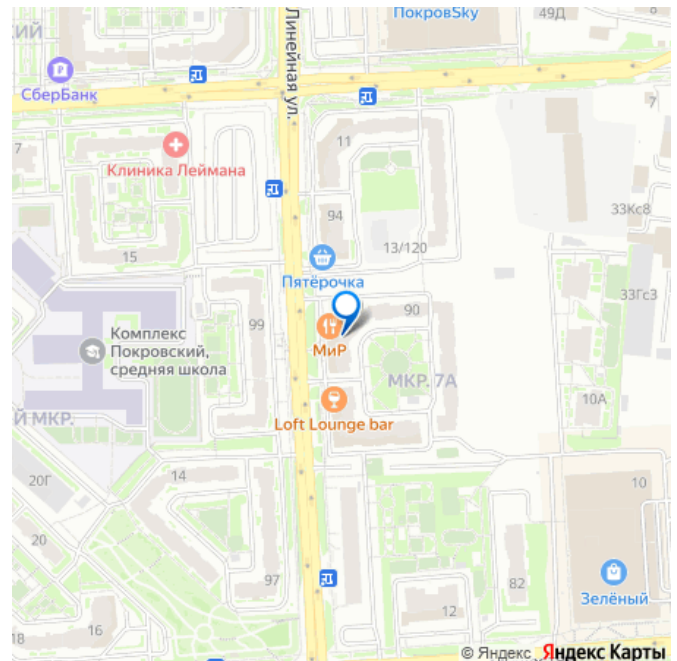 ПокровSky
49Д
КИЙ
Линейная ул.
СберБанк
7
7
11
Клиника Леймана
33Кс8
94
13/120
15
Пятёрочка
33Гс3
90
99
МиР
Комплекс
Покровский,
средняя школа
МКР. 7А
10А
Loft Lounge bar
Й МКР.
20Г
14
10
20
97
82
Зелёный
12
18
16
© Яндекс Яндекс Карты